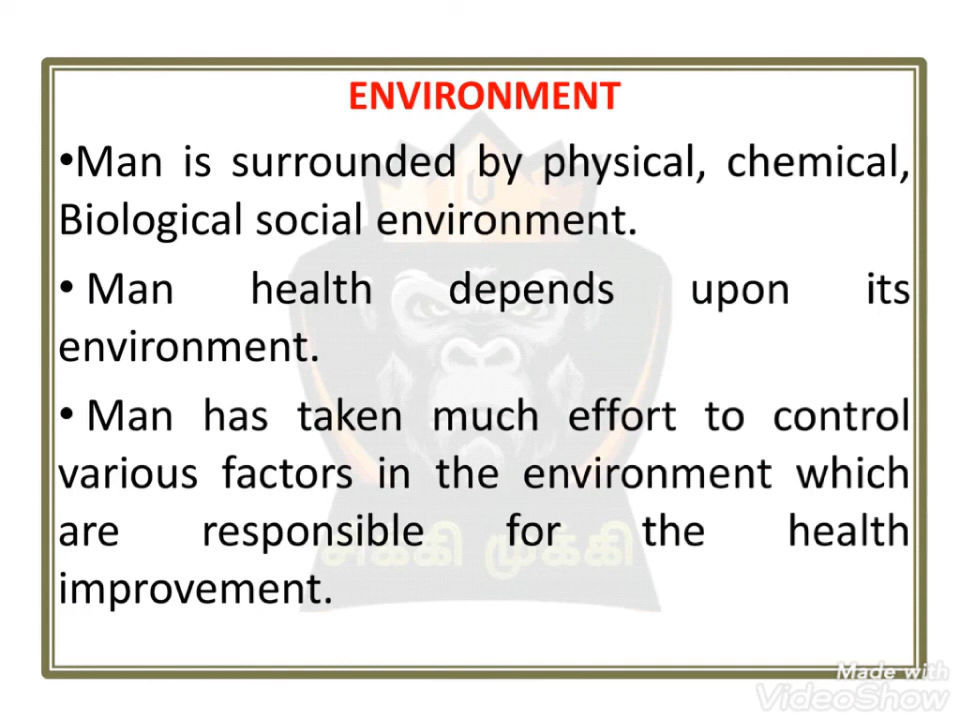 ENVIRONMENT
•Man is surrounded by physical, chemical,
Biological social environment.
• Man health depends upon its
environment.
• Man has taken much effort to control
various factors in the environment which
are responsible for the health
improvement.
சிக்கி முக்கி
Made with
VideoShow